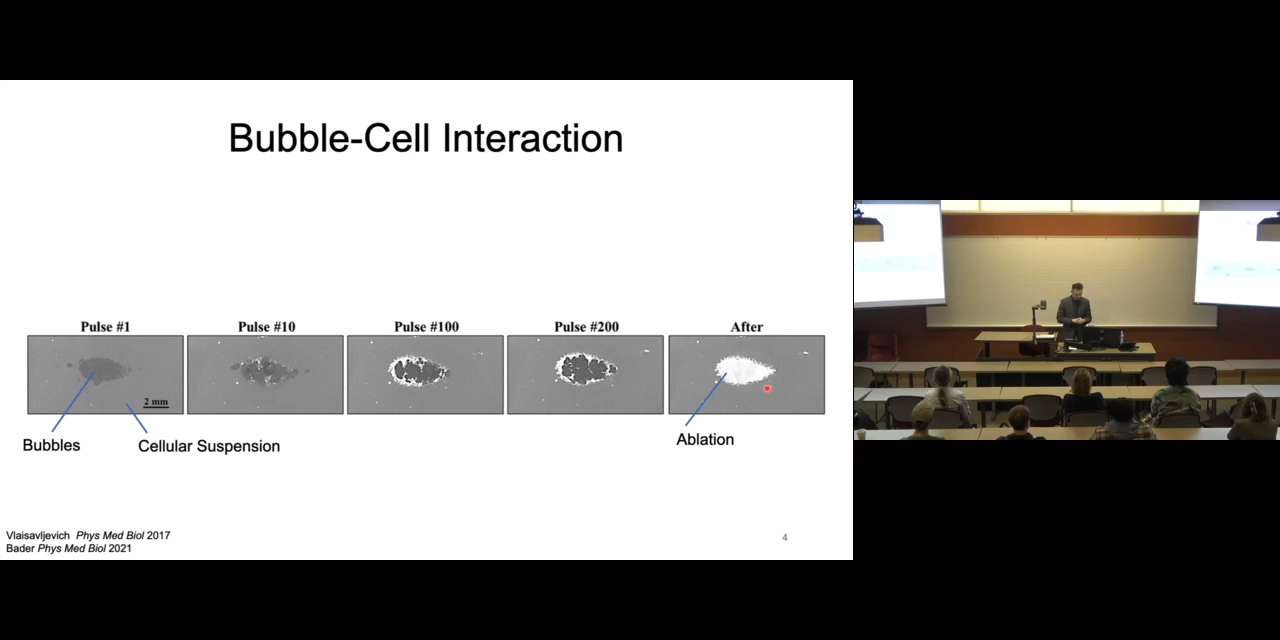 Bubble-Cell Interaction
Pulse #1
Pulse #10
Pulse #100
Pulse #200
After
2 mm
Bubbles
Cellular Suspension
Ablation
Vlaisavljevich Phys Med Biol 2017
Bader Phys Med Biol 2021
4